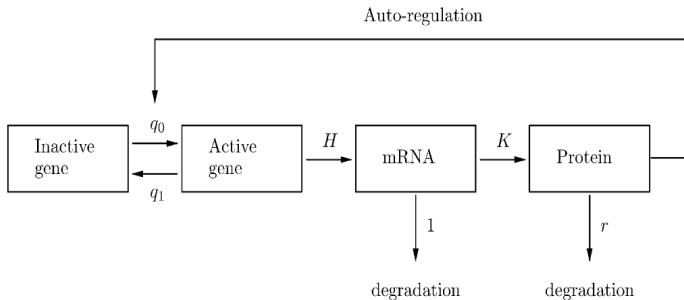 Auto-regulation
Inactive
gene
q0
q1
Active
gene
H
mRNA
K
Protein
1
r
degradation
degradation